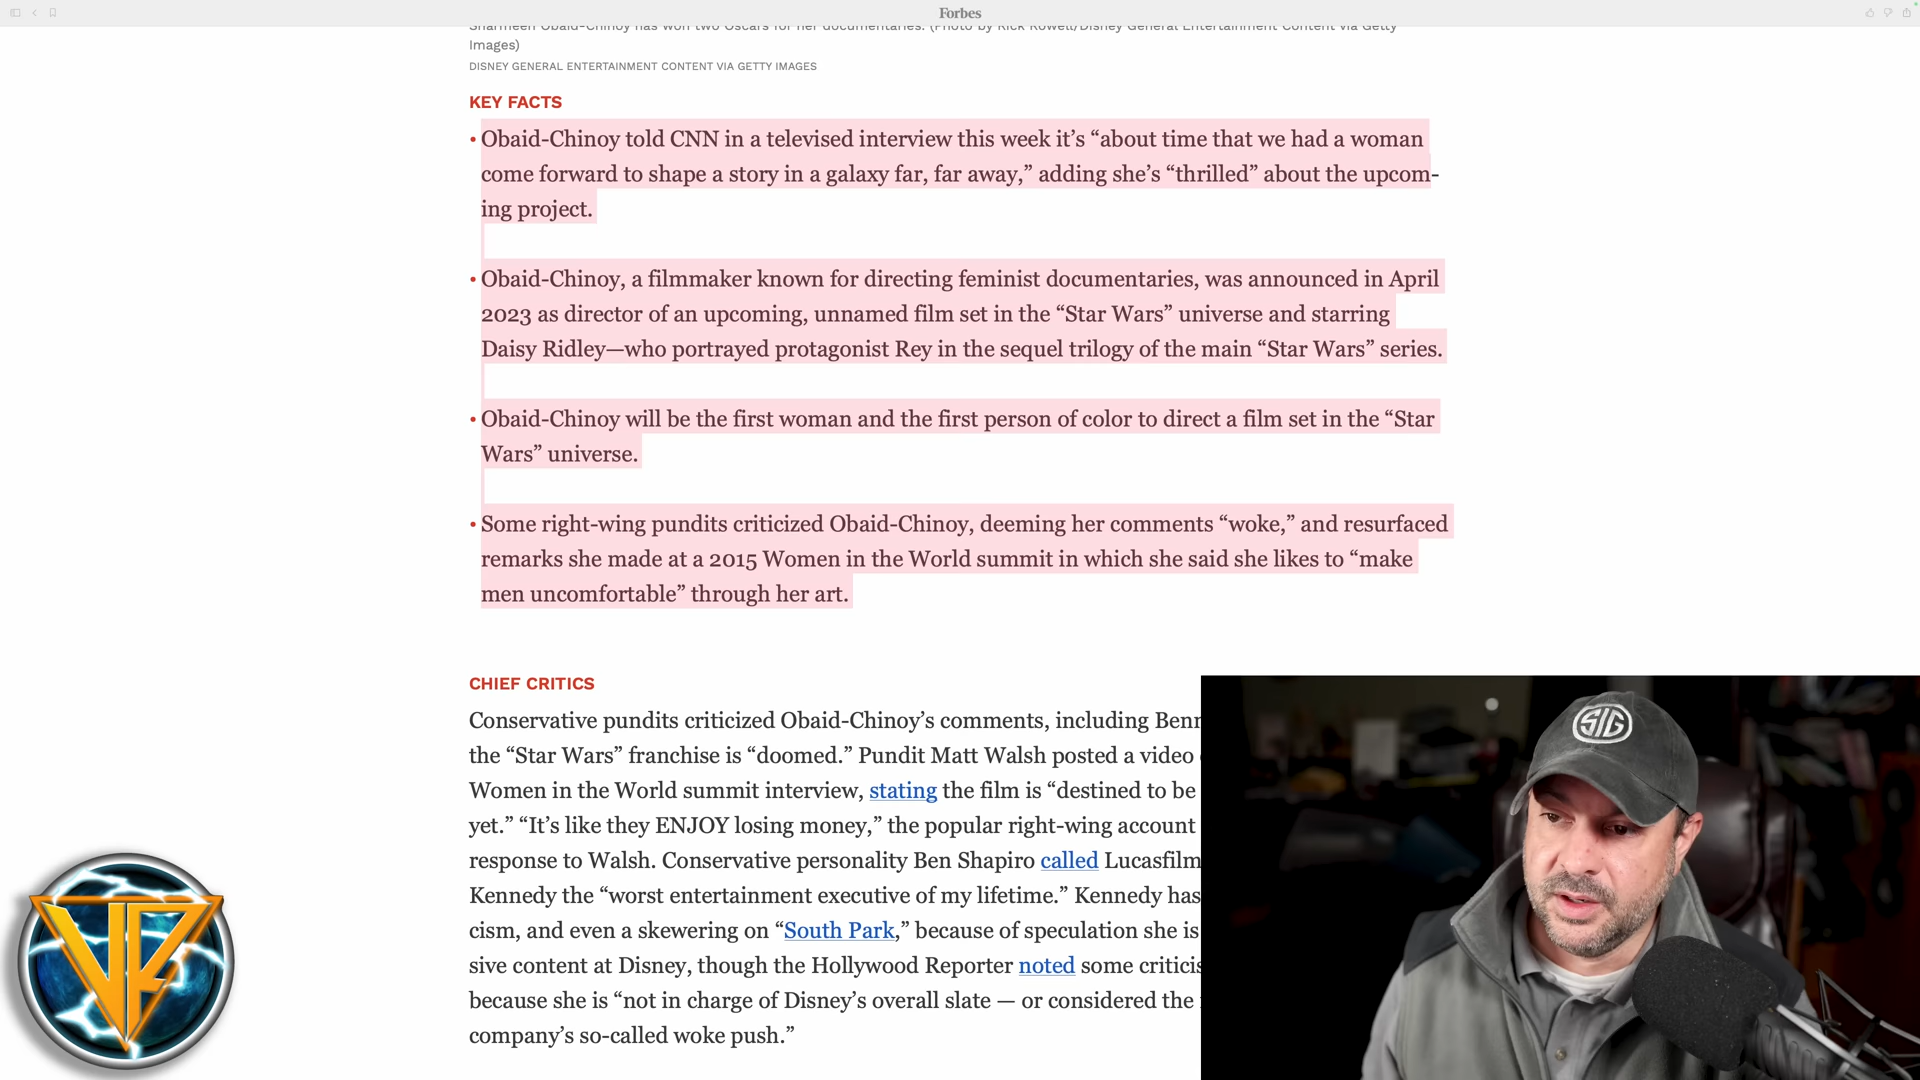 Forbes
Sharmeen Obaid-Chinoy has won two Oscars for her documentaries. (Photo by Rick Rowell/Disney General Entertainment Content via Getty
Images)
DISNEY GENERAL ENTERTAINMENT CONTENT VIA GETTY IMAGES
KEY FACTS
• Obaid-Chinoy told CNN in a televised interview this week it’s “about time that we had a woman
come forward to shape a story in a galaxy far, far away,” adding she’s “thrilled” about the upcom-
ing project.
• Obaid-Chinoy, a filmmaker known for directing feminist documentaries, was announced in April
2023 as director of an upcoming, unnamed film set in the “Star Wars” universe and starring
Daisy Ridley—who portrayed protagonist Rey in the sequel trilogy of the main “Star Wars” series.
• Obaid-Chinoy will be the first woman and the first person of color to direct a film set in the “Star
Wars” universe.
• Some right-wing pundits criticized Obaid-Chinoy, deeming her comments “woke,” and resurfaced
remarks she made at a 2015 Women in the World summit in which she said she likes to “make
men uncomfortable” through her art.
CHIEF CRITICS
Conservative pundits criticized Obaid-Chinoy’s comments, including
the “Star Wars” franchise is “doomed.” Pundit Matt Walsh posted a video
Women in the World summit interview, stating the film is “destined to be
yet.” “It’s like they ENJOY losing money,” the popular right-wing account
response to Walsh. Conservative personality Ben Shapiro called Lucasfilm
Kennedy the “worst entertainment executive of my lifetime.” Kennedy has
cism, and even a skewering on “South Park,” because of speculation she is
sive content at Disney, though the Hollywood Reporter noted some
because she is “not in charge of Disney’s overall slate — or considered the
company’s so-called woke push.”
SIG
VF